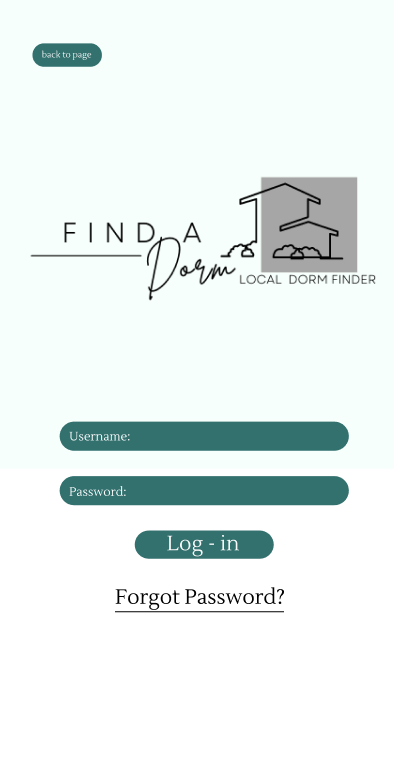 back to page
FIND A
Dorm
LOCAL DORM FINDER
Username:
Password:
Log - in
Forgot Password?